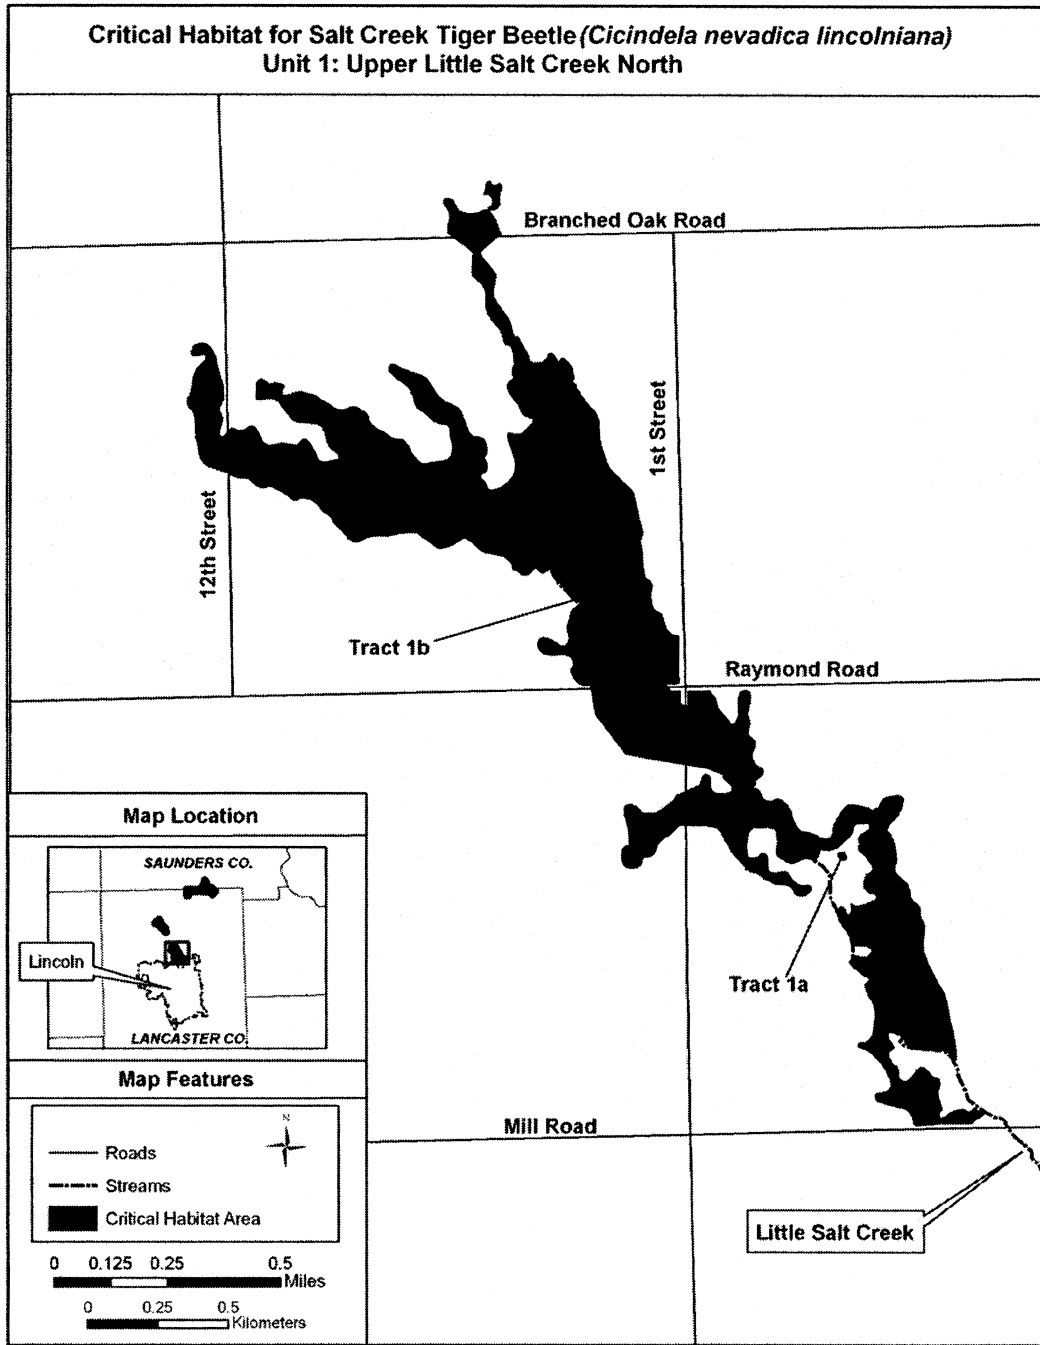 Critical Habitat for Salt Creek Tiger Beetle (Cicindela nevadica lincolniana)
Unit 1: Upper Little Salt Creek North
Branched Oak Road
1st Street
12th Street
Tract 1b
Raymond Road
Tract 1a
Mill Road
Little Salt Creek
Map Location
SAUNDERS CO.
Lincoln
LANCASTER CO.
Map Features
N
Roads
Streams
Critical Habitat Area
0 0.125 0.25 0.5
Miles
0 0.25 0.5
Kilometers